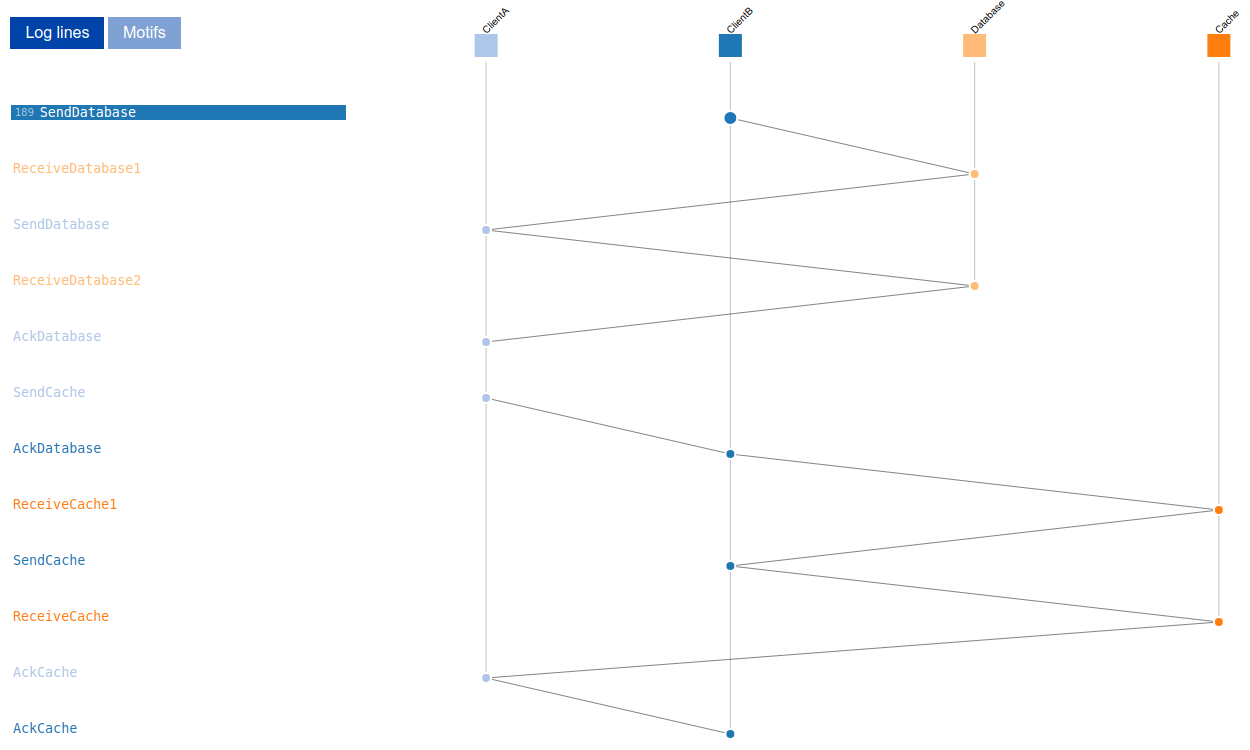 Log lines Motifs
ClientA ClientB Database Cache
189 SendDatabase
ReceiveDatabase1
SendDatabase
ReceiveDatabase2
AckDatabase
SendCache
AckDatabase
ReceiveCache1
SendCache
ReceiveCache
AckCache
AckCache